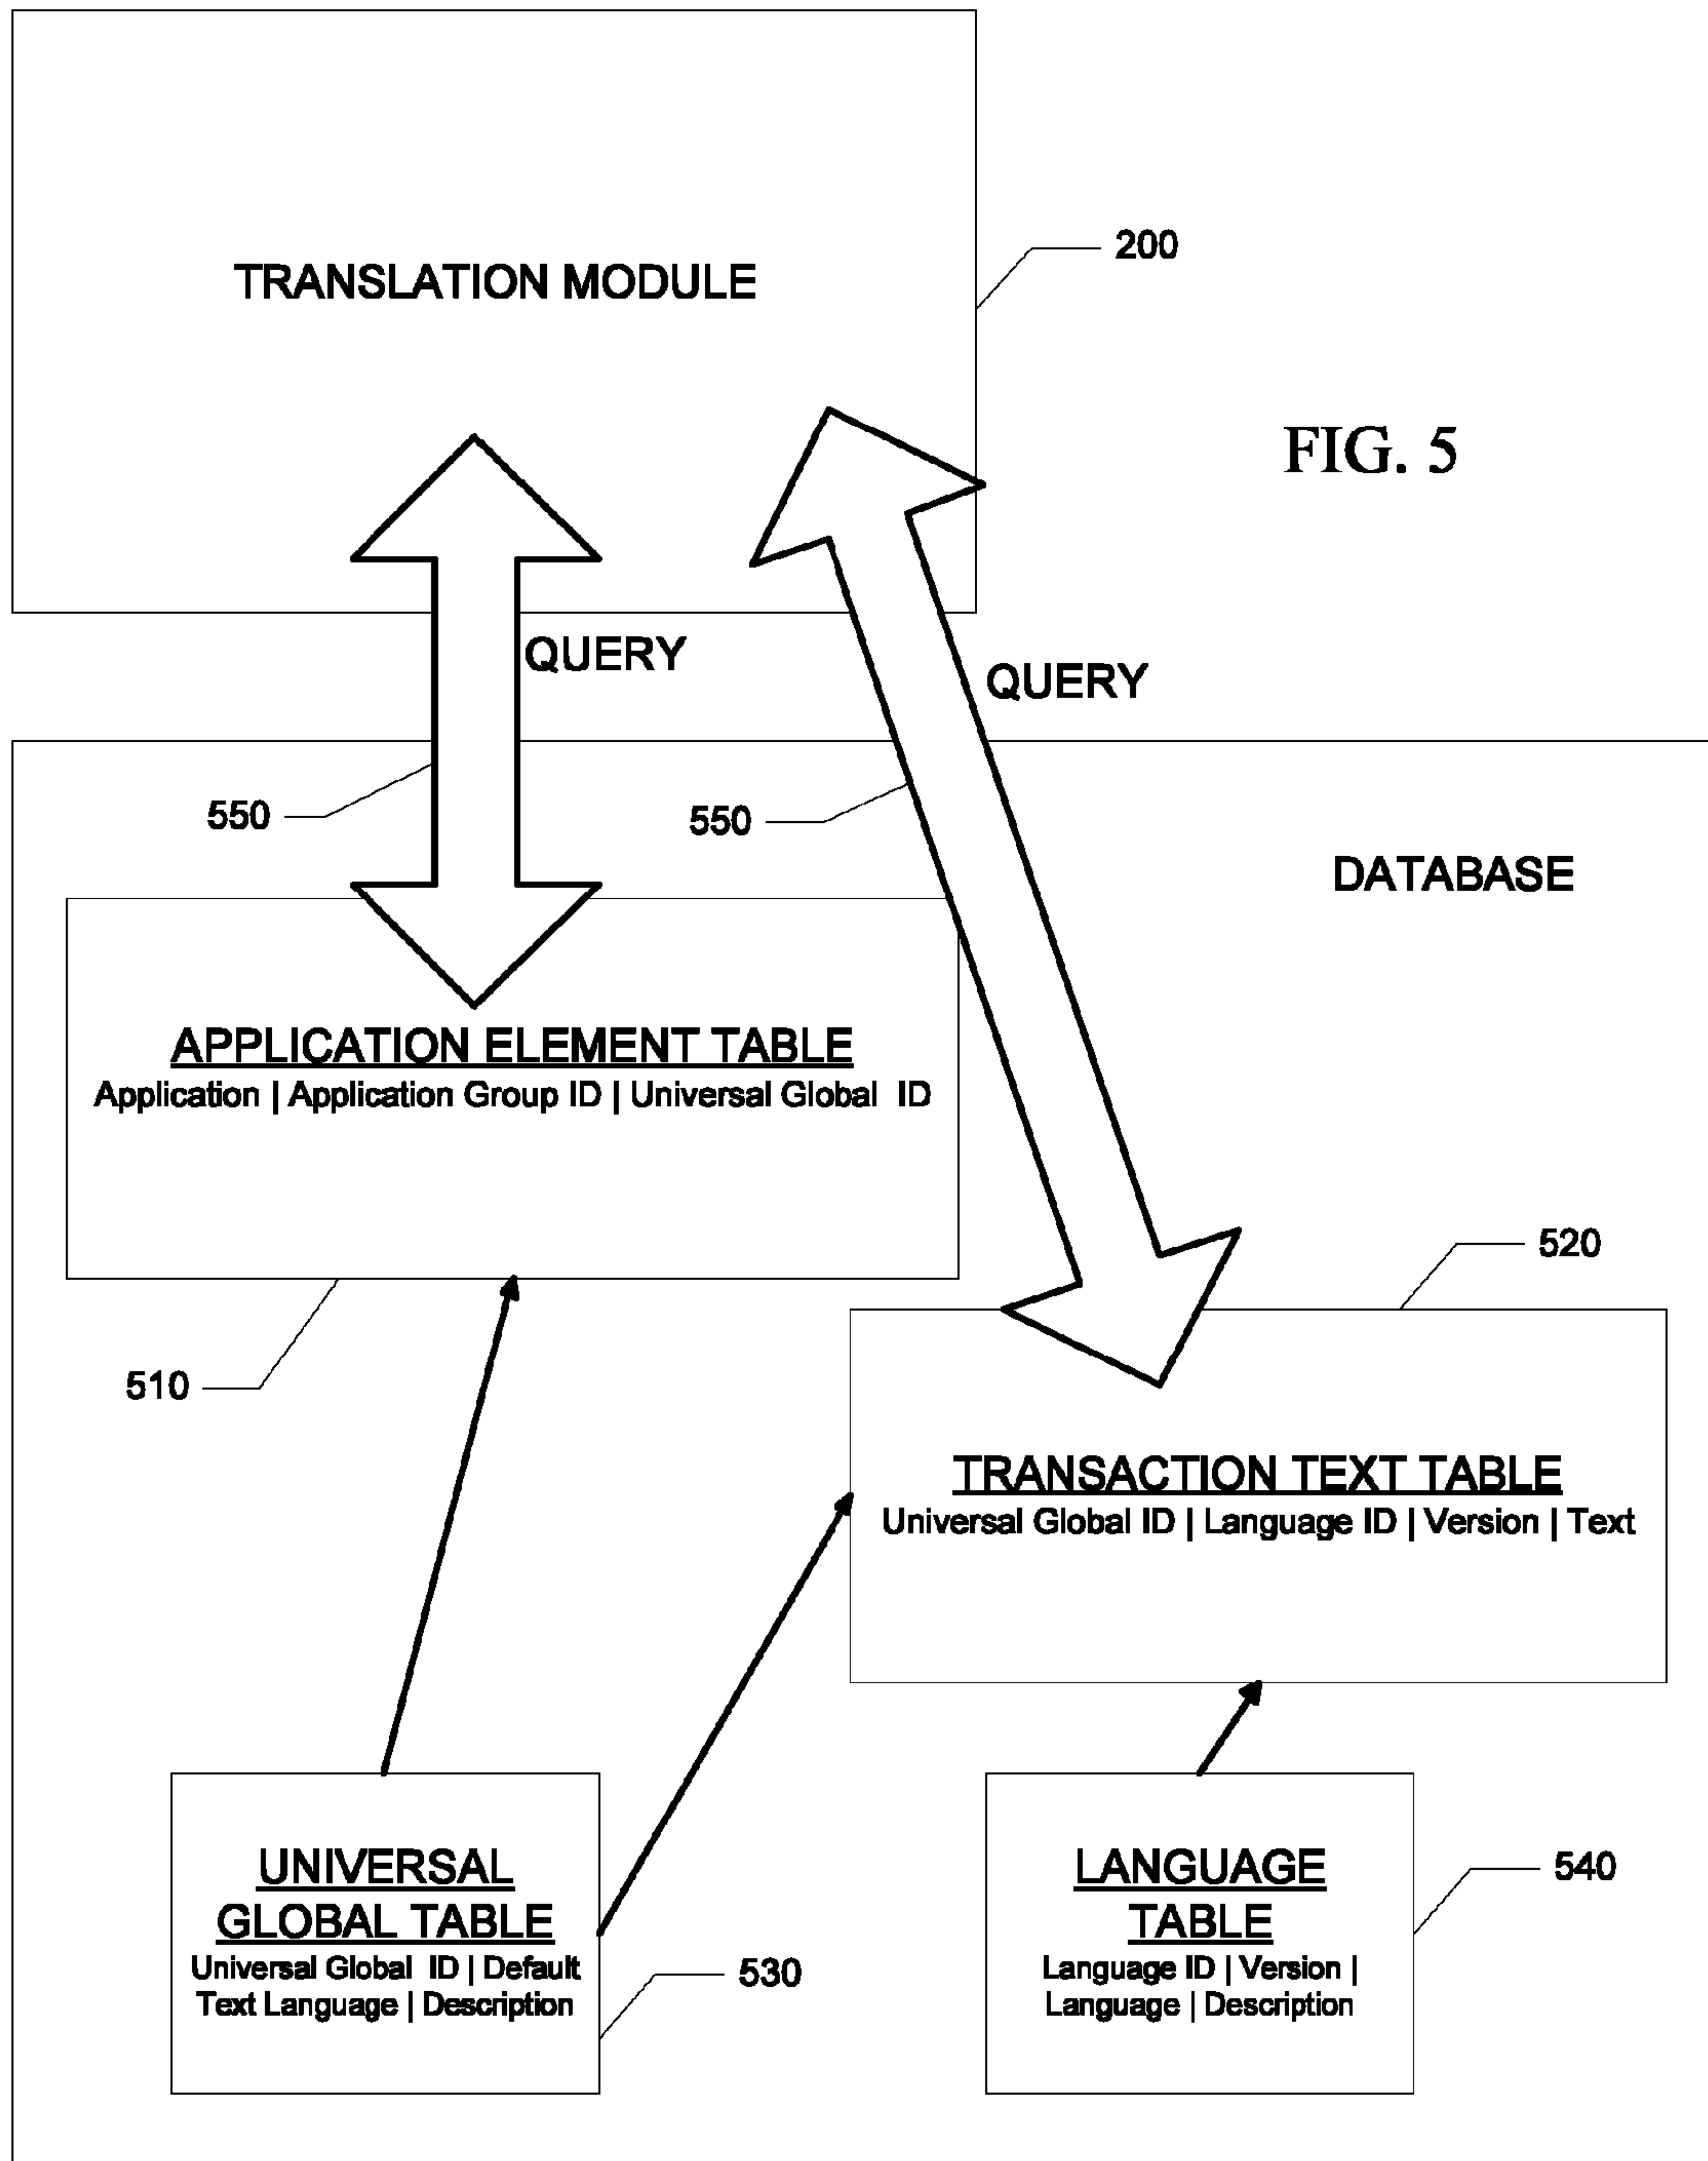 TRANSLATION MODULE
200
FIG. 5
QUERY
QUERY
550
550
DATABASE
APPLICATION ELEMENT TABLE
Application | Application Group ID | Universal Global ID
510
520
TRANSACTION TEXT TABLE
Universal Global ID | Language ID | Version | Text
UNIVERSAL
GLOBAL TABLE
Universal Global ID | Default
Text Language | Description
530
LANGUAGE
TABLE
Language ID | Version |
Language | Description
540